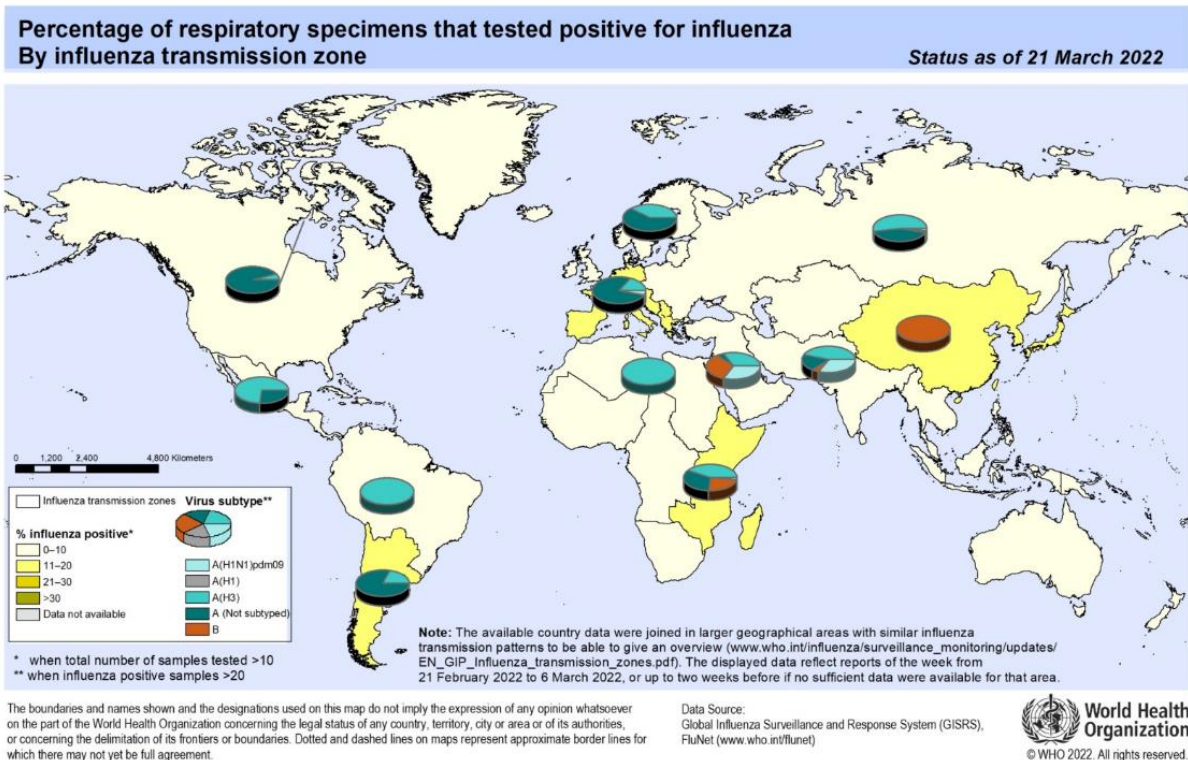 Percentage of respiratory specimens that tested positive for influenza
By influenza transmission zone
Status as of 21 March 2022
0 1,200 2,400 4,800 Kilometers
Influenza transmission zones
% influenza positive*
0–10
11–20
21–30
>30
Data not available
Virus subtype**
A(H1N1)pdm09
A(H1)
A(H3)
A (Not subtyped)
B
* when total number of samples tested >10
** when influenza positive samples >20
Note: The available country data were joined in larger geographical areas with similar influenza
transmission patterns to be able to give an overview (www.who.int/influenza/surveillance_monitoring/updates/
EN_GIP_Influenza_transmission_zones.pdf). The displayed data reflect reports of the week from
21 February 2022 to 6 March 2022, or up to two weeks before if no sufficient data were available for that area.
The boundaries and names shown and the designations used on this map do not imply the expression of any opinion whatsoever
on the part of the World Health Organization concerning the legal status of any country, territory, city or area or of its authorities,
or concerning the delimitation of its frontiers or boundaries. Dotted and dashed lines on maps represent approximate border lines for
which there may not yet be full agreement.
Data Source:
Global Influenza Surveillance and Response System (GISRS),
FluNet (www.who.int/flunet)
World Health
Organization
© WHO 2022. All rights reserved.